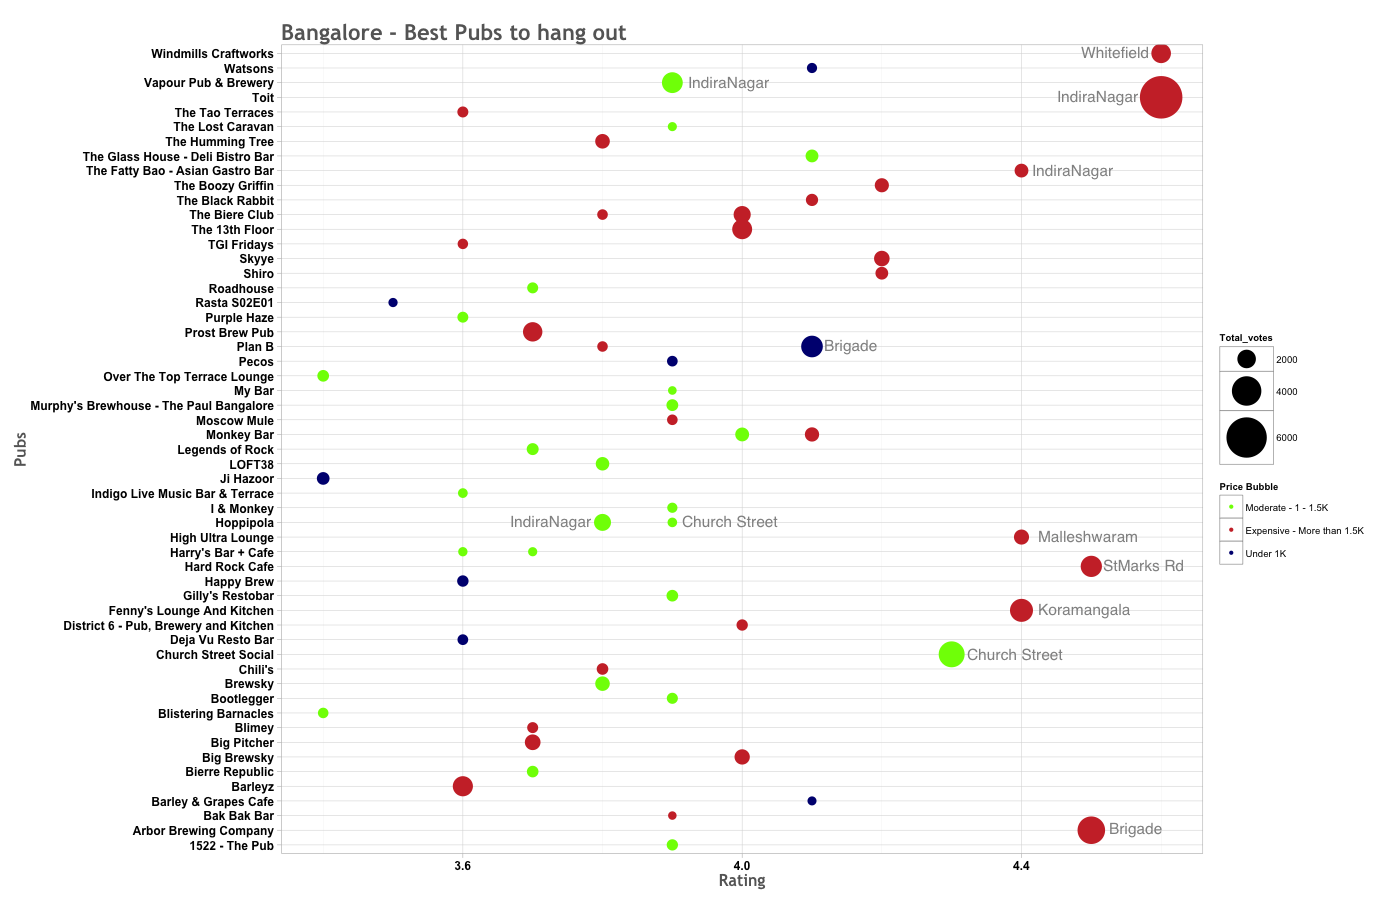 Bangalore - Best Pubs to hang out
Windmills Craftworks
Whitefield
Watsons
Vapour Pub & Brewery
IndiraNagar
Toit
IndiraNagar
The Tao Terraces
The Lost Caravan
The Humming Tree
The Glass House - Deli Bistro Bar
The Fatty Bao - Asian Gastro Bar
IndiraNagar
The Boozy Griffin
The Black Rabbit
The Biere Club
The 13th Floor
TGI Fridays
Skyye
Shiro
Roadhouse
Rasta S02E01
Purple Haze
Prost Brew Pub
Plan B
Brigade
Pecos
Over The Top Terrace Lounge
My Bar
Murphy's Brewhouse - The Paul Bangalore
Moscow Mule
Monkey Bar
Legends of Rock
LOFT38
Ji Hazoor
Indigo Live Music Bar & Terrace
I & Monkey
Hoppipola
IndiraNagar
Church Street
High Ultra Lounge
Malleshwaram
Harry's Bar + Cafe
Hard Rock Cafe
StMarks Rd
Happy Brew
Gilly's Restobar
Fenny's Lounge And Kitchen
Koramangala
District 6 - Pub, Brewery and Kitchen
Deja Vu Resto Bar
Church Street Social
Church Street
Chili's
Brewsky
Bootlegger
Blistering Barnacles
Blimey
Big Pitcher
Big Brewsky
Bierre Republic
Barleyz
Barley & Grapes Cafe
Bak Bak Bar
Arbor Brewing Company
Brigade
1522 - The Pub
Pubs
3.6
4.0
4.4
Rating
Total_votes
2000
4000
6000
Price Bubble
Moderate - 1 - 1.5K
Expensive - More than 1.5K
Under 1K